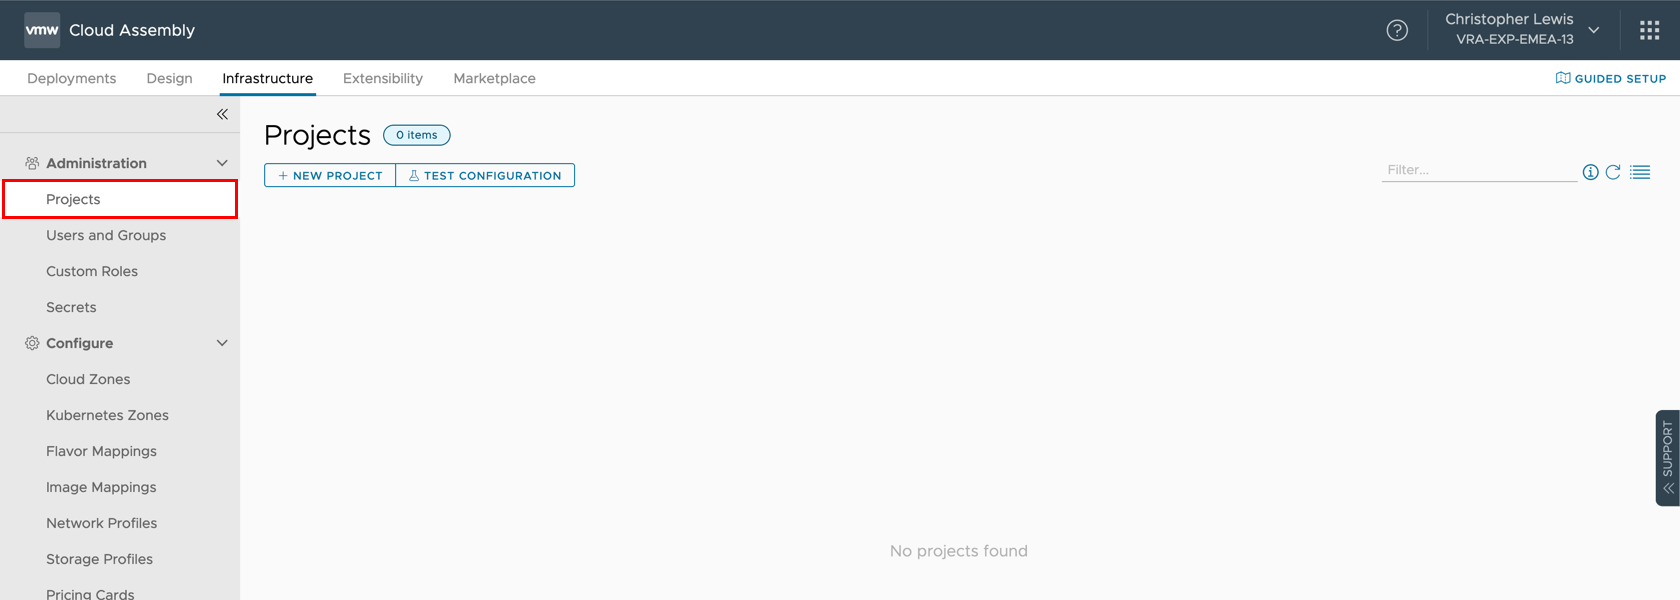 vmw Cloud Assembly
Christopher Lewis
VRA-EXP-EMEA-13
Deployments Design Infrastructure Extensibility Marketplace
GUIDED SETUP
Administration
Projects
Users and Groups
Custom Roles
Secrets
Configure
Cloud Zones
Kubernetes Zones
Flavor Mappings
Image Mappings
Network Profiles
Storage Profiles
Pricing Cards
Projects 0 items
+ NEW PROJECT TEST CONFIGURATION
Filter...
No projects found
SUPPORT